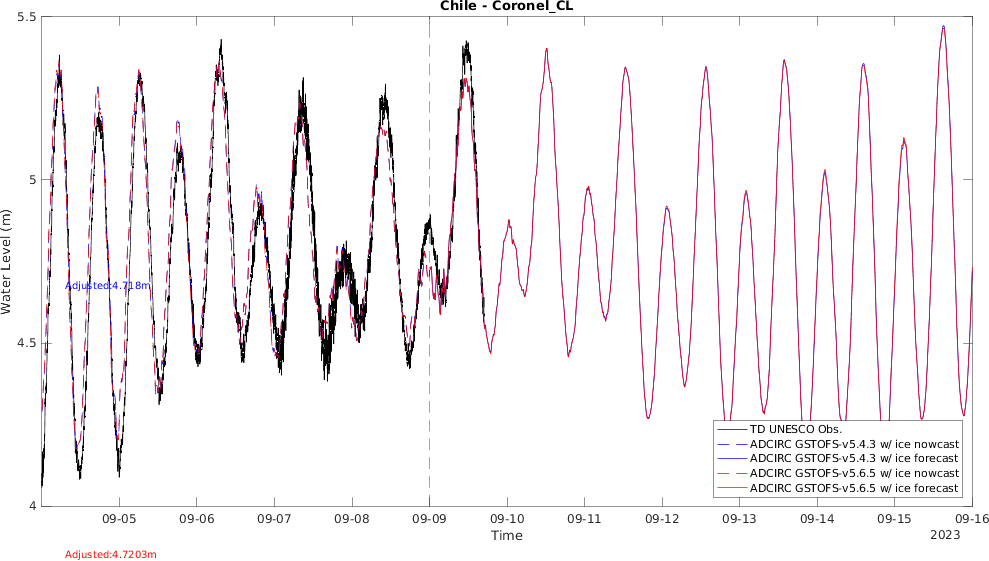 Chile - Coronel_CL
5.5
5
4.5
4
Water Level (m)
Adjusted:4.718m
TD UNESCO Obs.
ADCIRC GSTOFS-v5.4.3 w/ ice nowcast
ADCIRC GSTOFS-v5.4.3 w/ ice forecast
ADCIRC GSTOFS-v5.6.5 w/ ice nowcast
ADCIRC GSTOFS-v5.6.5 w/ ice forecast
09-05 09-06 09-07 09-08 09-09 09-10 09-11 09-12 09-13 09-14 09-15 09-16
Time
2023
Adjusted:4.7203m